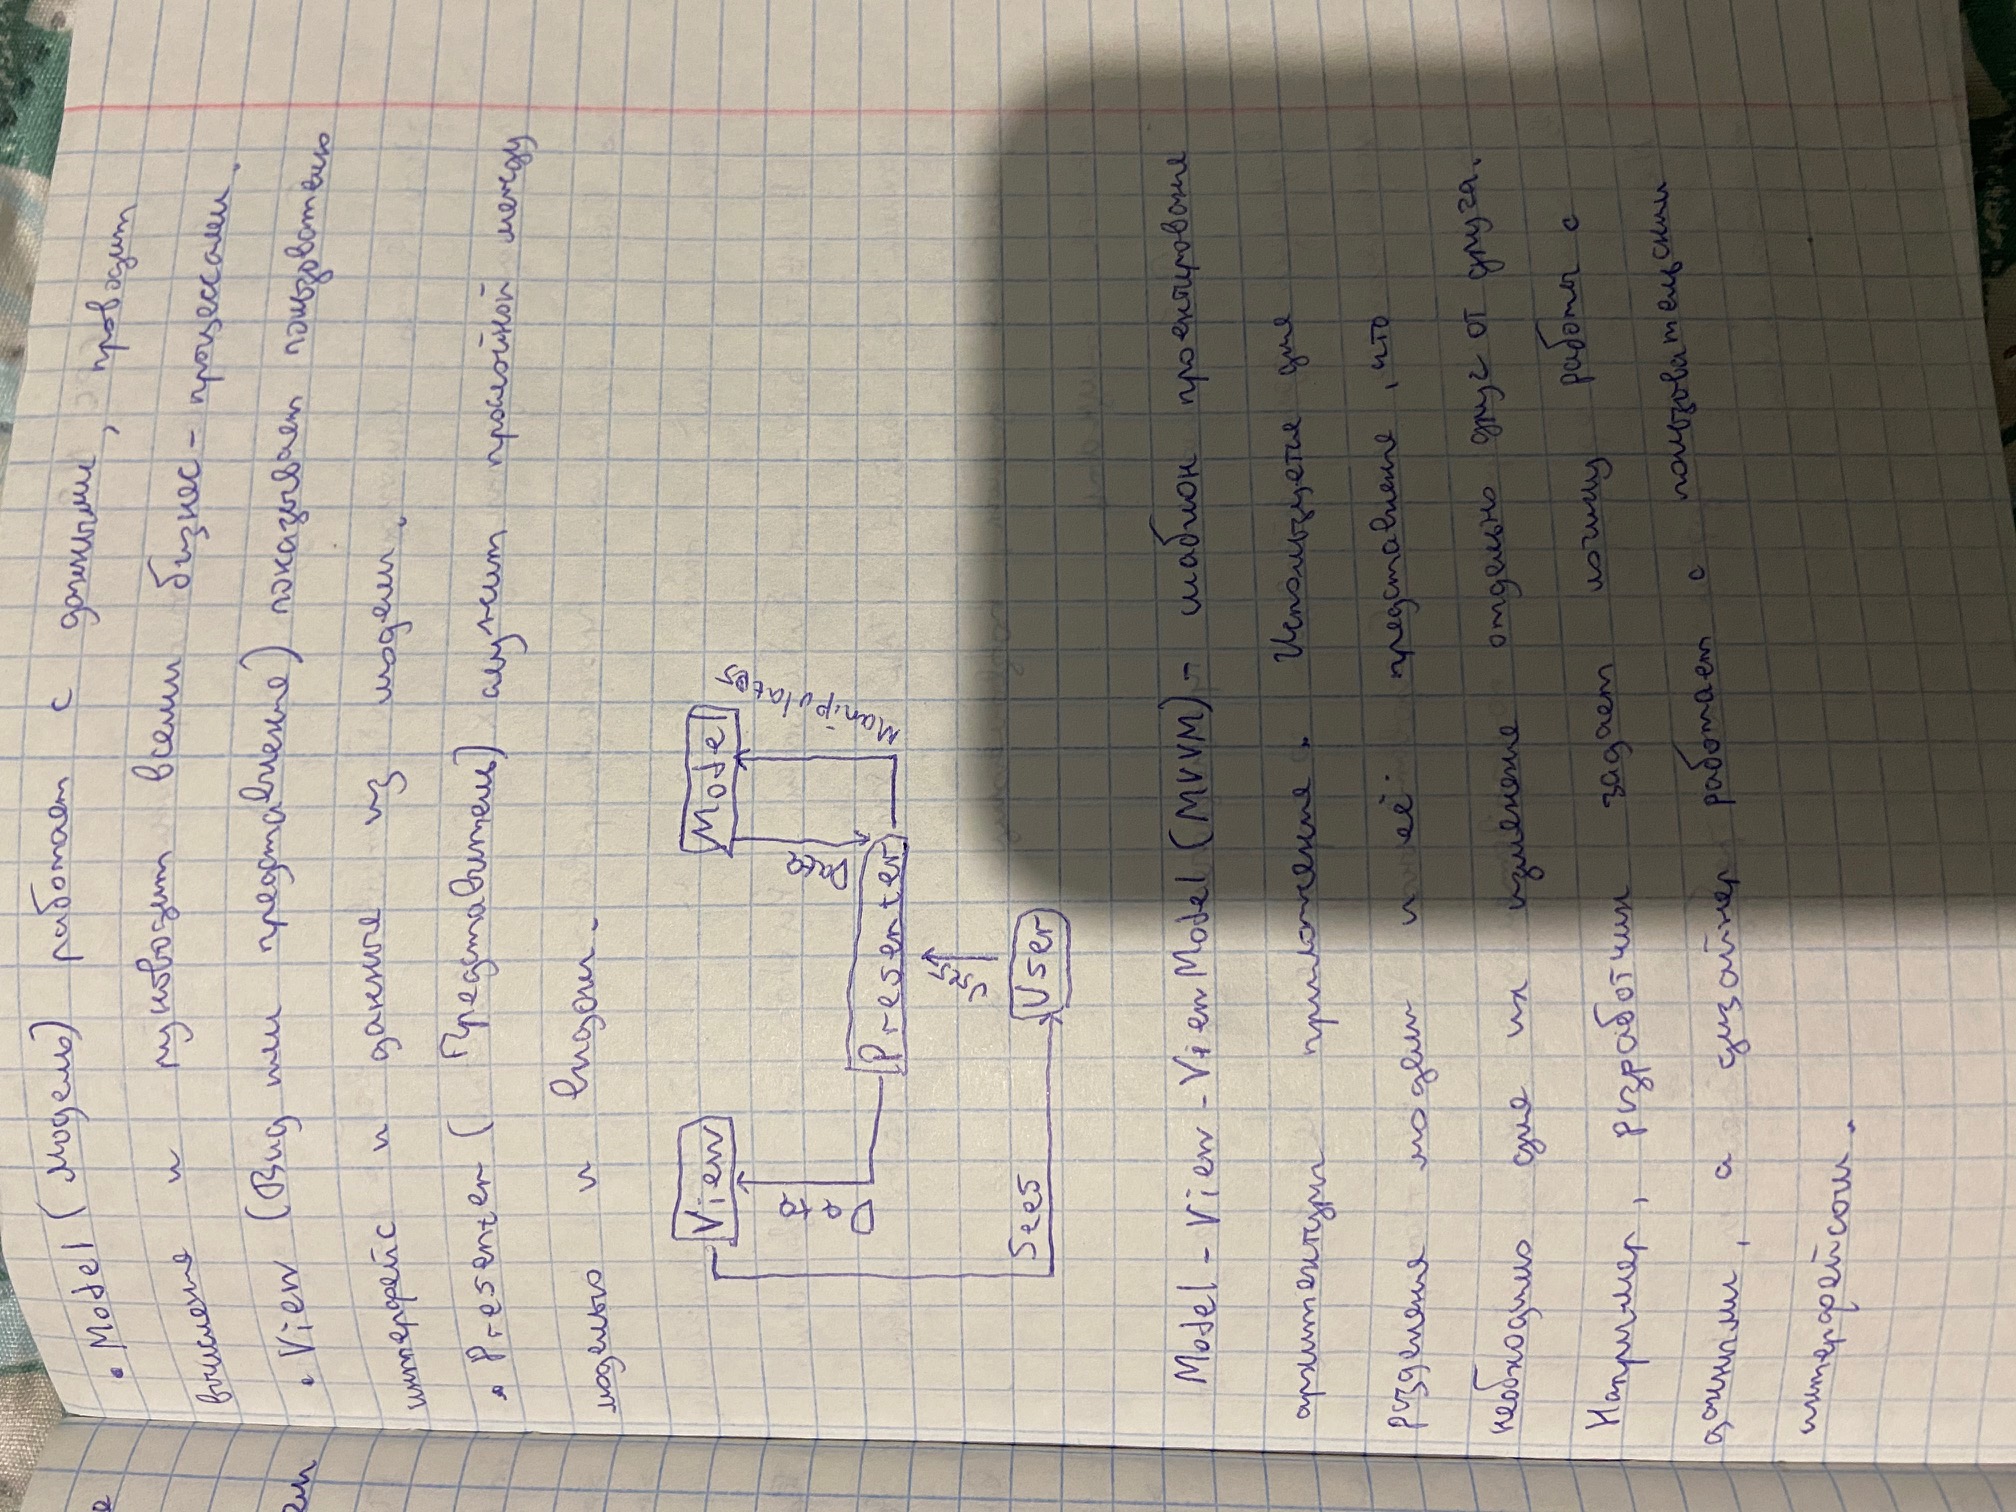 • Model (Модель) работает с данными, проводит
вычисления и руководит всеми бизнес-процессами.
• View (Вид или представление) показывает пользователю
интерфейс и данные из модели.
• Presenter (Представитель) служит прослойкой между
моделью и видом.
View
Model
Data
Data
Manipulates
Presenter
Uses
Sees
User
Model-View-ViewModel (MVVM) - шаблон проектирования
архитектуры приложения. Используется для
разделения модели и её представления, что
необходимо для их изменения отдельно друг от друга.
Например, разработчик задает логику работы с
данными, а дизайнер работает с пользовательским
интерфейсом.